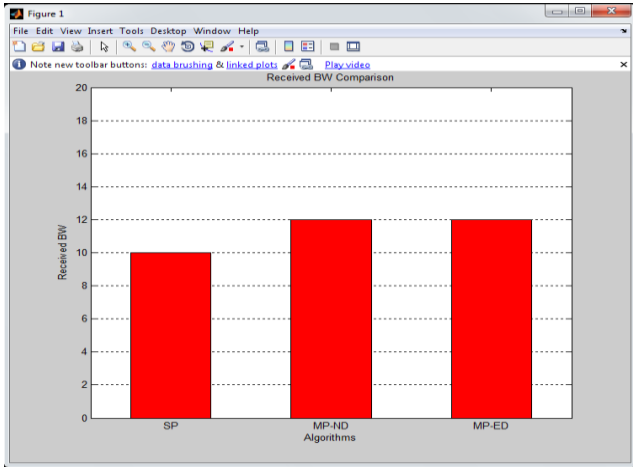 Figure 1
File Edit View Insert Tools Desktop Window Help
Note new toolbar buttons: data brushing & linked plots Play video
Received BW Comparison
20
18
16
14
12
10
8
6
4
2
0
Received BW
SP MP-ND MP-ED
Algorithms